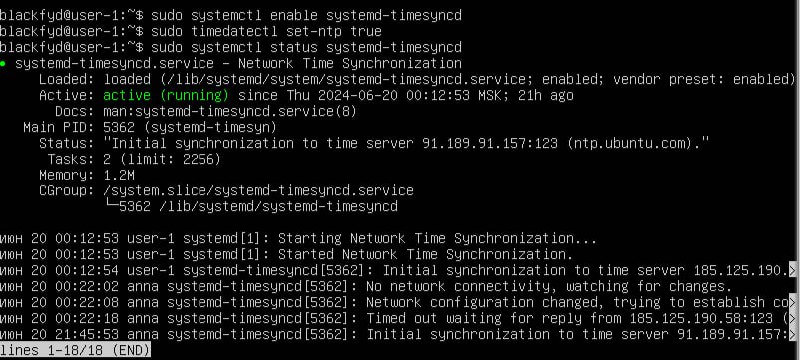 blackfyd@user-1:~$ sudo systemctl enable systemd-timesyncd
blackfyd@user-1:~$ sudo timedatectl set-ntp true
blackfyd@user-1:~$ sudo systemctl status systemd-timesyncd
● systemd-timesyncd.service - Network Time Synchronization
     Loaded: loaded (/lib/systemd/system/systemd-timesyncd.service; enabled; vendor preset: enabled)
     Active: active (running) since Thu 2024-06-20 00:12:53 MSK; 21h ago
       Docs: man:systemd-timesyncd.service(8)
   Main PID: 5362 (systemd-timesyn)
     Status: "Initial synchronization to time server 91.189.91.157:123 (ntp.ubuntu.com)."
      Tasks: 2 (limit: 2256)
     Memory: 1.2M
     CGroup: /system.slice/systemd-timesyncd.service
             └─5362 /lib/systemd/systemd-timesyncd

июн 20 00:12:53 user-1 systemd[1]: Starting Network Time Synchronization...
июн 20 00:12:53 user-1 systemd[1]: Started Network Time Synchronization.
июн 20 00:12:54 user-1 systemd-timesyncd[5362]: Initial synchronization to time server 185.125.190.>
июн 20 00:22:02 anna systemd-timesyncd[5362]: No network connectivity, watching for changes.
июн 20 00:22:08 anna systemd-timesyncd[5362]: Network configuration changed, trying to establish co>
июн 20 00:22:18 anna systemd-timesyncd[5362]: Timed out waiting for reply from 185.125.190.58:123 (>
июн 20 21:45:53 anna systemd-timesyncd[5362]: Initial synchronization to time server 91.189.91.157:>
lines 1-18/18 (END)